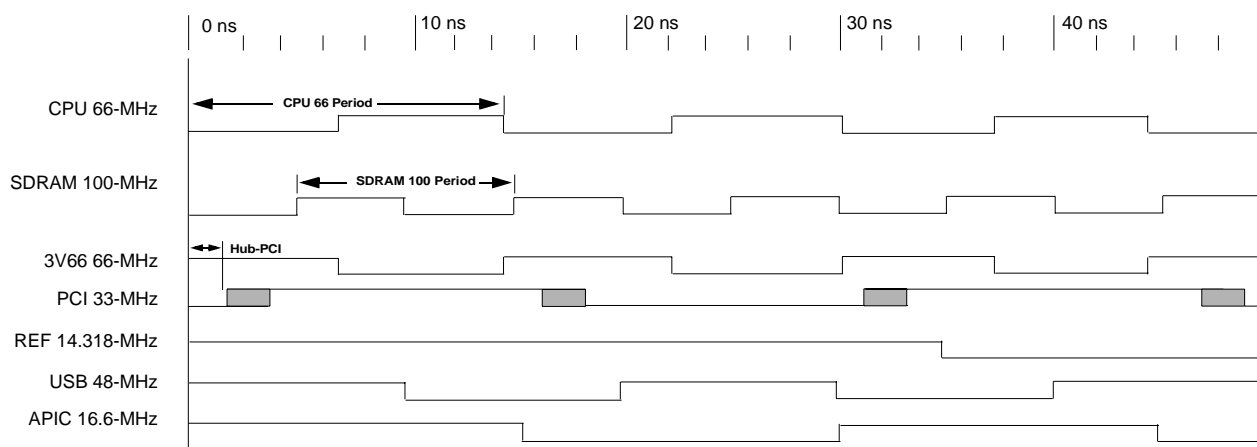 0 ns 10 ns 20 ns 30 ns 40 ns
CPU 66-MHz
CPU 66 Period
SDRAM 100-MHz
SDRAM 100 Period
Hub-PCI
3V66 66-MHz
PCI 33-MHz
REF 14.318-MHz
USB 48-MHz
APIC 16.6-MHz